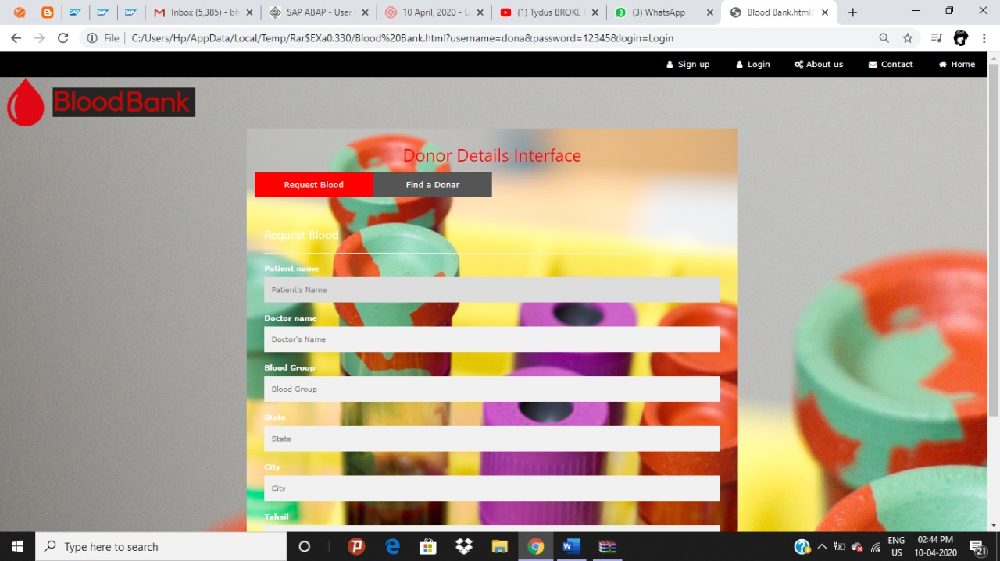 Inbox (5,385) - bh
SAP ABAP - User
10 April, 2020 - L
(1) Tydus BROKE
(3) WhatsApp
Blood Bank.html?
File | C:/Users/Hp/AppData/Local/Temp/Rar$EXa0.330/Blood%20Bank.html?username=dona&password=12345&login=Login
Sign up Login About us Contact Home
Blood Bank
Donor Details Interface
Request Blood Find a Donar
Request Blood
Patient name
Patient's Name
Doctor name
Doctor's Name
Blood Group
Blood Group
State
State
City
City
Tehsil
Type here to search
ENG 02:44 PM
US 10-04-2020
21